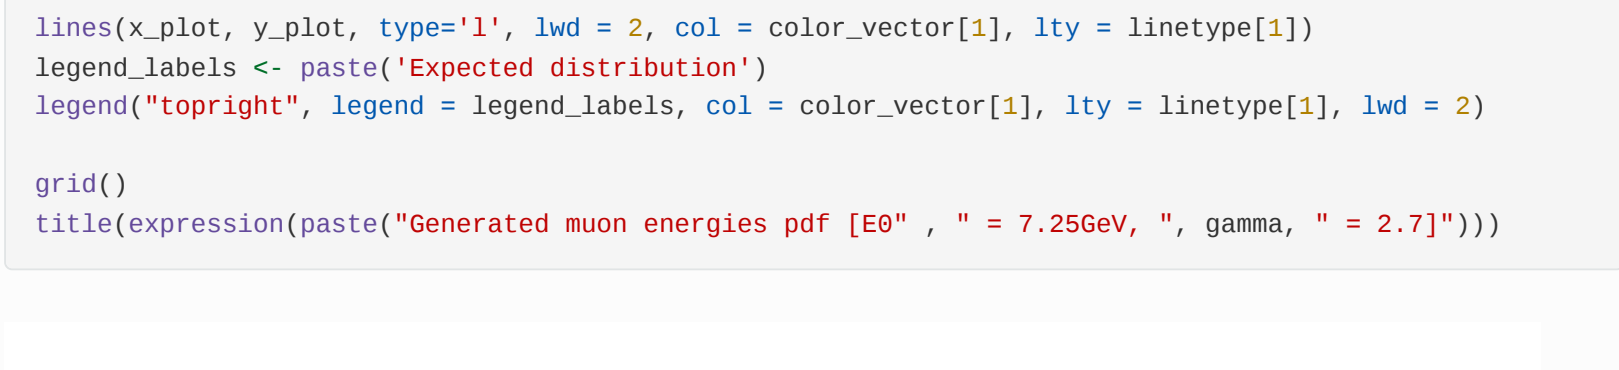 lines(x_plot, y_plot, type='l', lwd = 2, col = color_vector[1], lty = linetype[1])
legend_labels <- paste('Expected distribution')
legend("topright", legend = legend_labels, col = color_vector[1], lty = linetype[1], lwd = 2)
grid()
title(expression(paste("Generated muon energies pdf [E0" , " = 7.25GeV, ", gamma, " = 2.7]")))